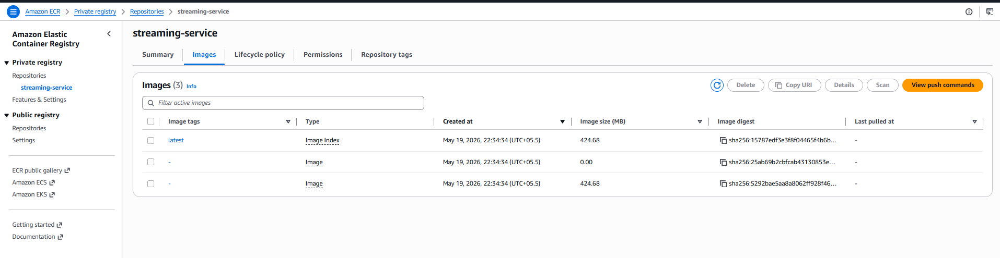 Amazon ECR > Private registry > Repositories > streaming-service
Amazon Elastic
Container Registry
Private registry
Repositories
streaming-service
Features & Settings
Public registry
Repositories
Settings
ECR public gallery
Amazon ECS
Amazon EKS
Getting started
Documentation
streaming-service
Summary Images Lifecycle policy Permissions Repository tags
Images (3) Info Delete Copy URI Details Scan View push commands
Filter active images
Image tags Type Created at Image size (MB) Image digest Last pulled at
latest Image Index May 19, 2026, 22:34:34 (UTC+05.5) 424.68 sha256:15787edf3e3f8f04465f4b6b... -
- Image May 19, 2026, 22:34:34 (UTC+05.5) 0.00 sha256:25ab69b2cbfcab43130853e... -
- Image May 19, 2026, 22:34:34 (UTC+05.5) 424.68 sha256:5292bae5aa8a8062ff928f46... -